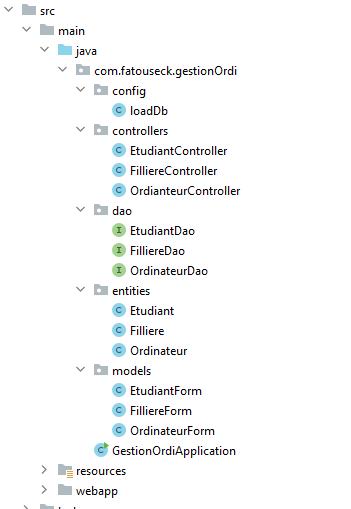 src
main
java
com.fatouseck.gestionOrdi
config
loadDb
controllers
EtudiantController
FilliereController
OrdianteurController
dao
EtudiantDao
FilliereDao
OrdinateurDao
entities
Etudiant
Filliere
Ordinateur
models
EtudiantForm
FilliereForm
OrdinateurForm
GestionOrdiApplication
resources
webapp